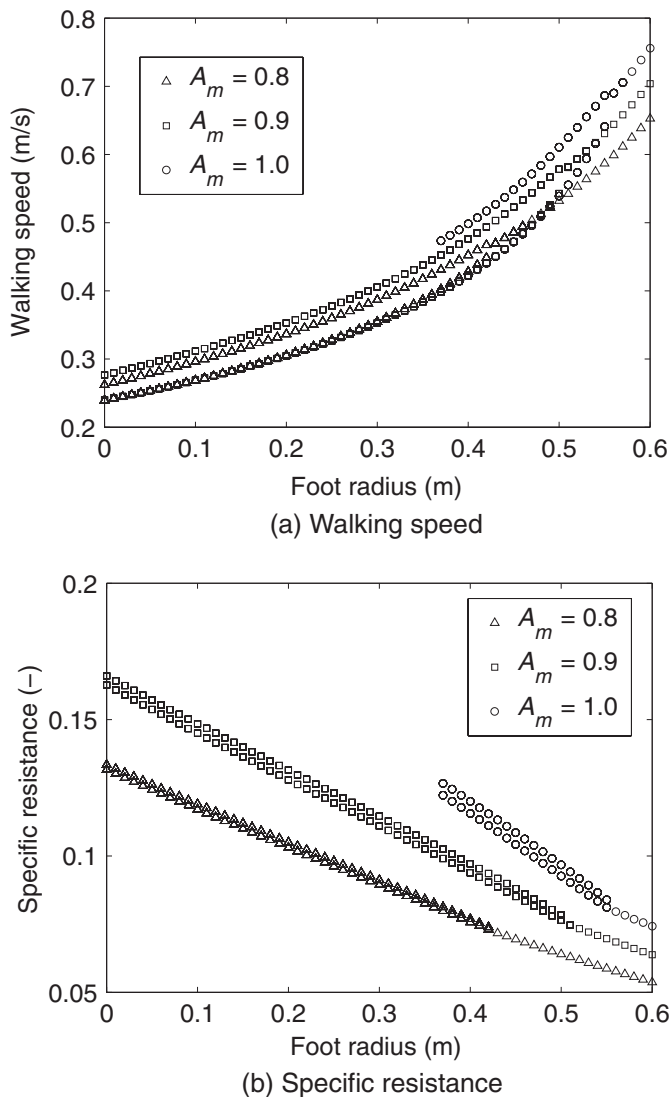 0.8
0.7
0.6
0.5
0.4
0.3
0.2
Walking speed (m/s)
A_m = 0.8
A_m = 0.9
A_m = 1.0
0 0.1 0.2 0.3 0.4 0.5 0.6
Foot radius (m)
(a) Walking speed
0.2
0.15
0.1
0.05
Specific resistance (–)
A_m = 0.8
A_m = 0.9
A_m = 1.0
0 0.1 0.2 0.3 0.4 0.5 0.6
Foot radius (m)
(b) Specific resistance